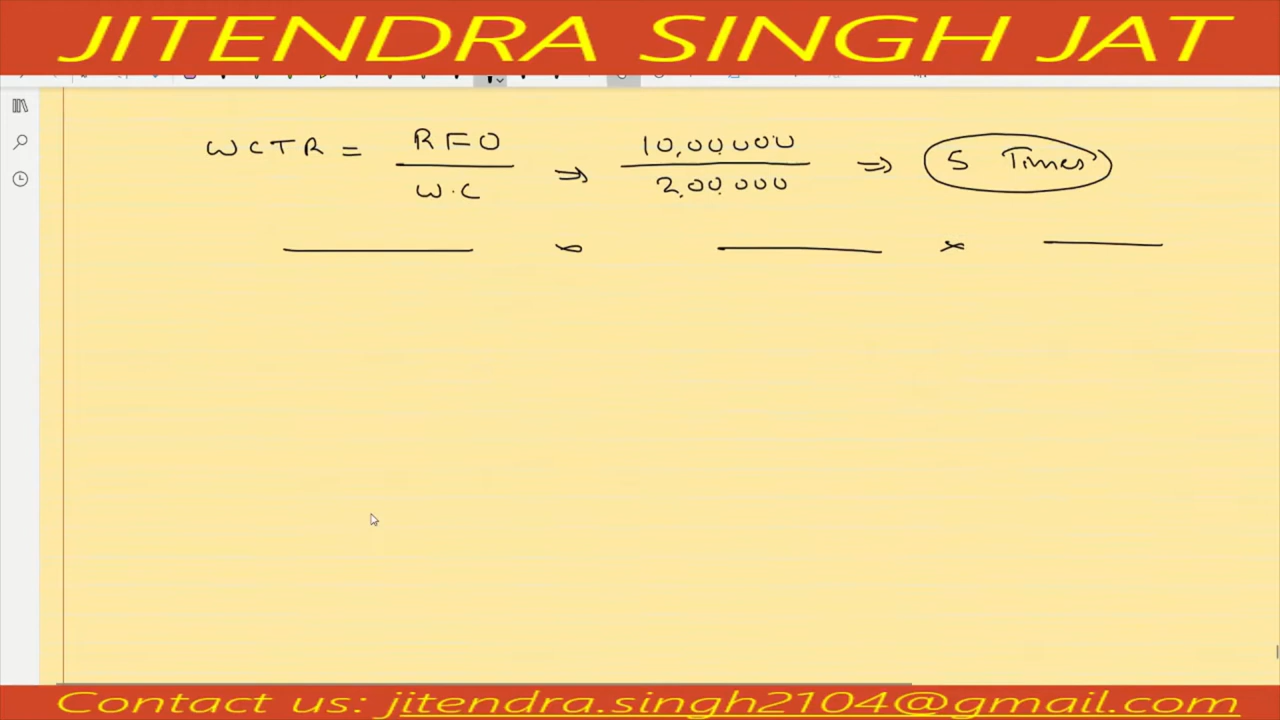 JITENDRA SINGH JAT
WCTR = RFO / W.C ⇒ 10,00,000 / 2,00,000 ⇒ 5 Times
Contact us: jitendra.singh2104@gmail.com